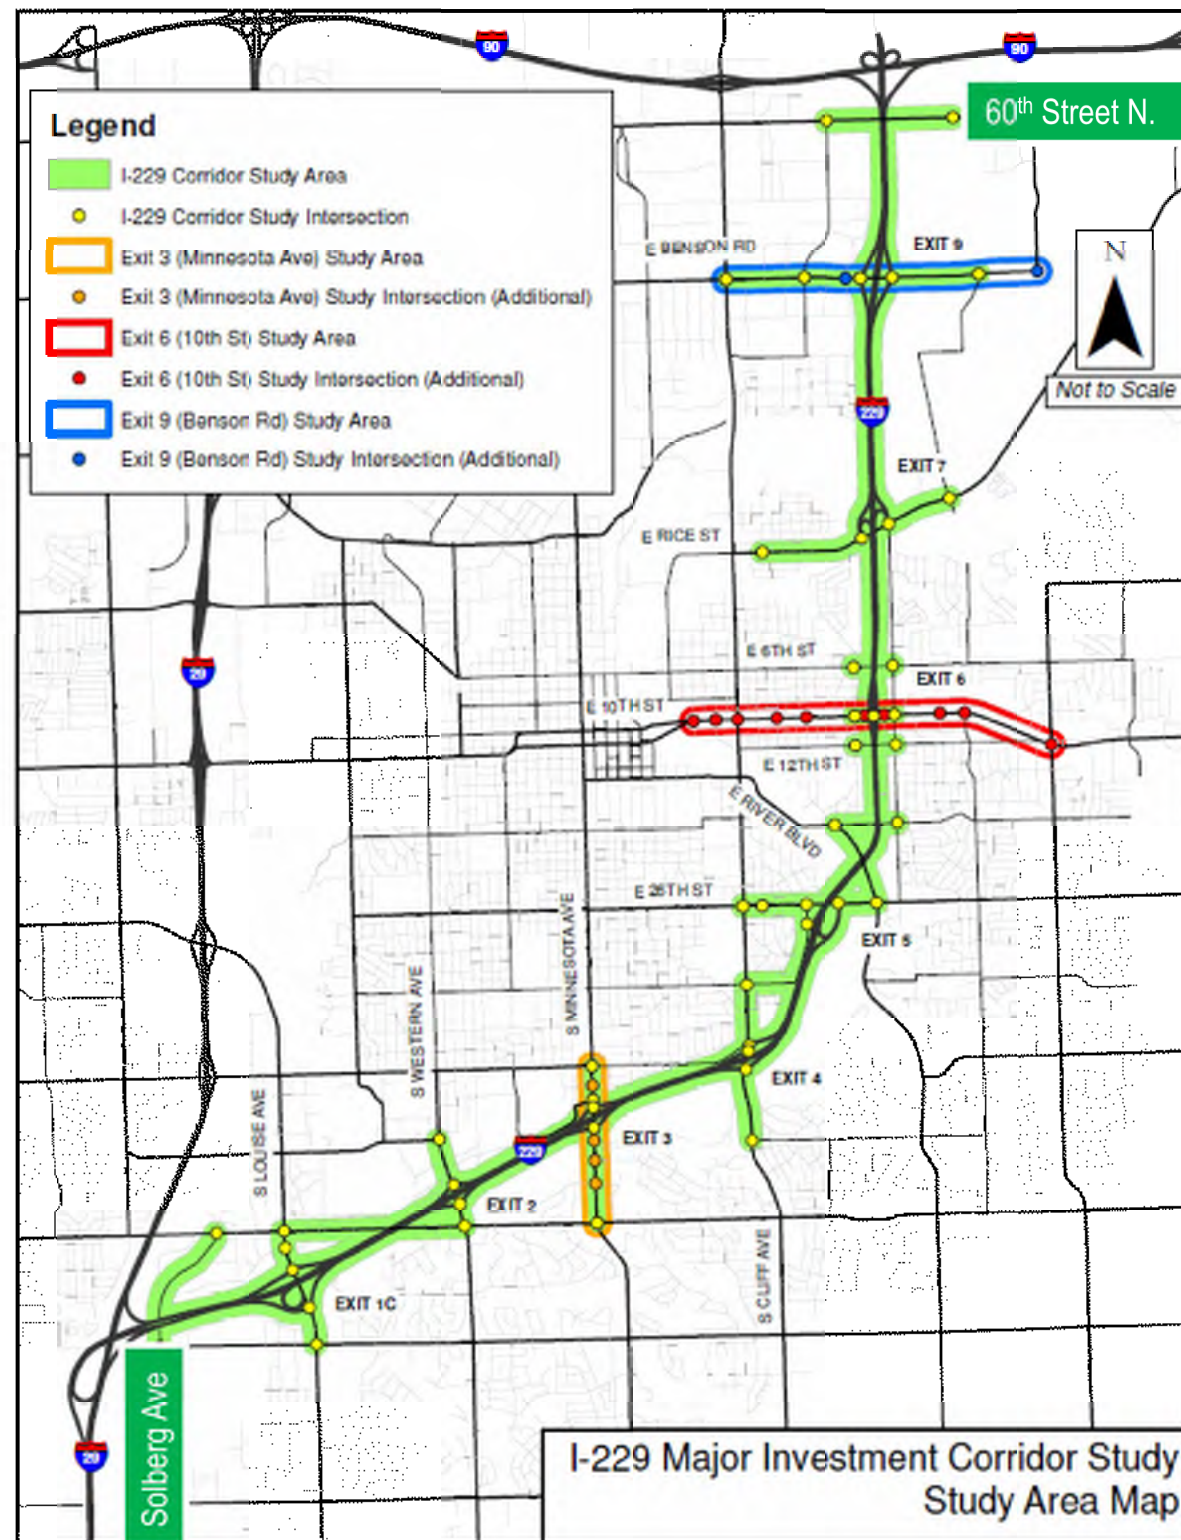 90
90
60th Street N.
Legend
I-229 Corridor Study Area
I-229 Corridor Study Intersection
Exit 3 (Minnesota Ave) Study Area
Exit 3 (Minnesota Ave) Study Intersection (Additional)
Exit 6 (10th St) Study Area
Exit 6 (10th St) Study Intersection (Additional)
Exit 9 (Benson Rd) Study Area
Exit 9 (Benson Rd) Study Intersection (Additional)
E BENSON RD
EXIT 9
N
Not to Scale
229
EXIT 7
E RICE ST
E 6TH ST
29
EXIT 6
E 10TH ST
E 12TH ST
E RIVER BLVD
E 26TH ST
S MINNESOTA AVE
EXIT 5
S WESTERN AVE
EXIT 4
S LOUISE AVE
EXIT 3
229
EXIT 2
S CLIFF AVE
EXIT 1C
Solberg Ave
29
I-229 Major Investment Corridor Study
Study Area Map